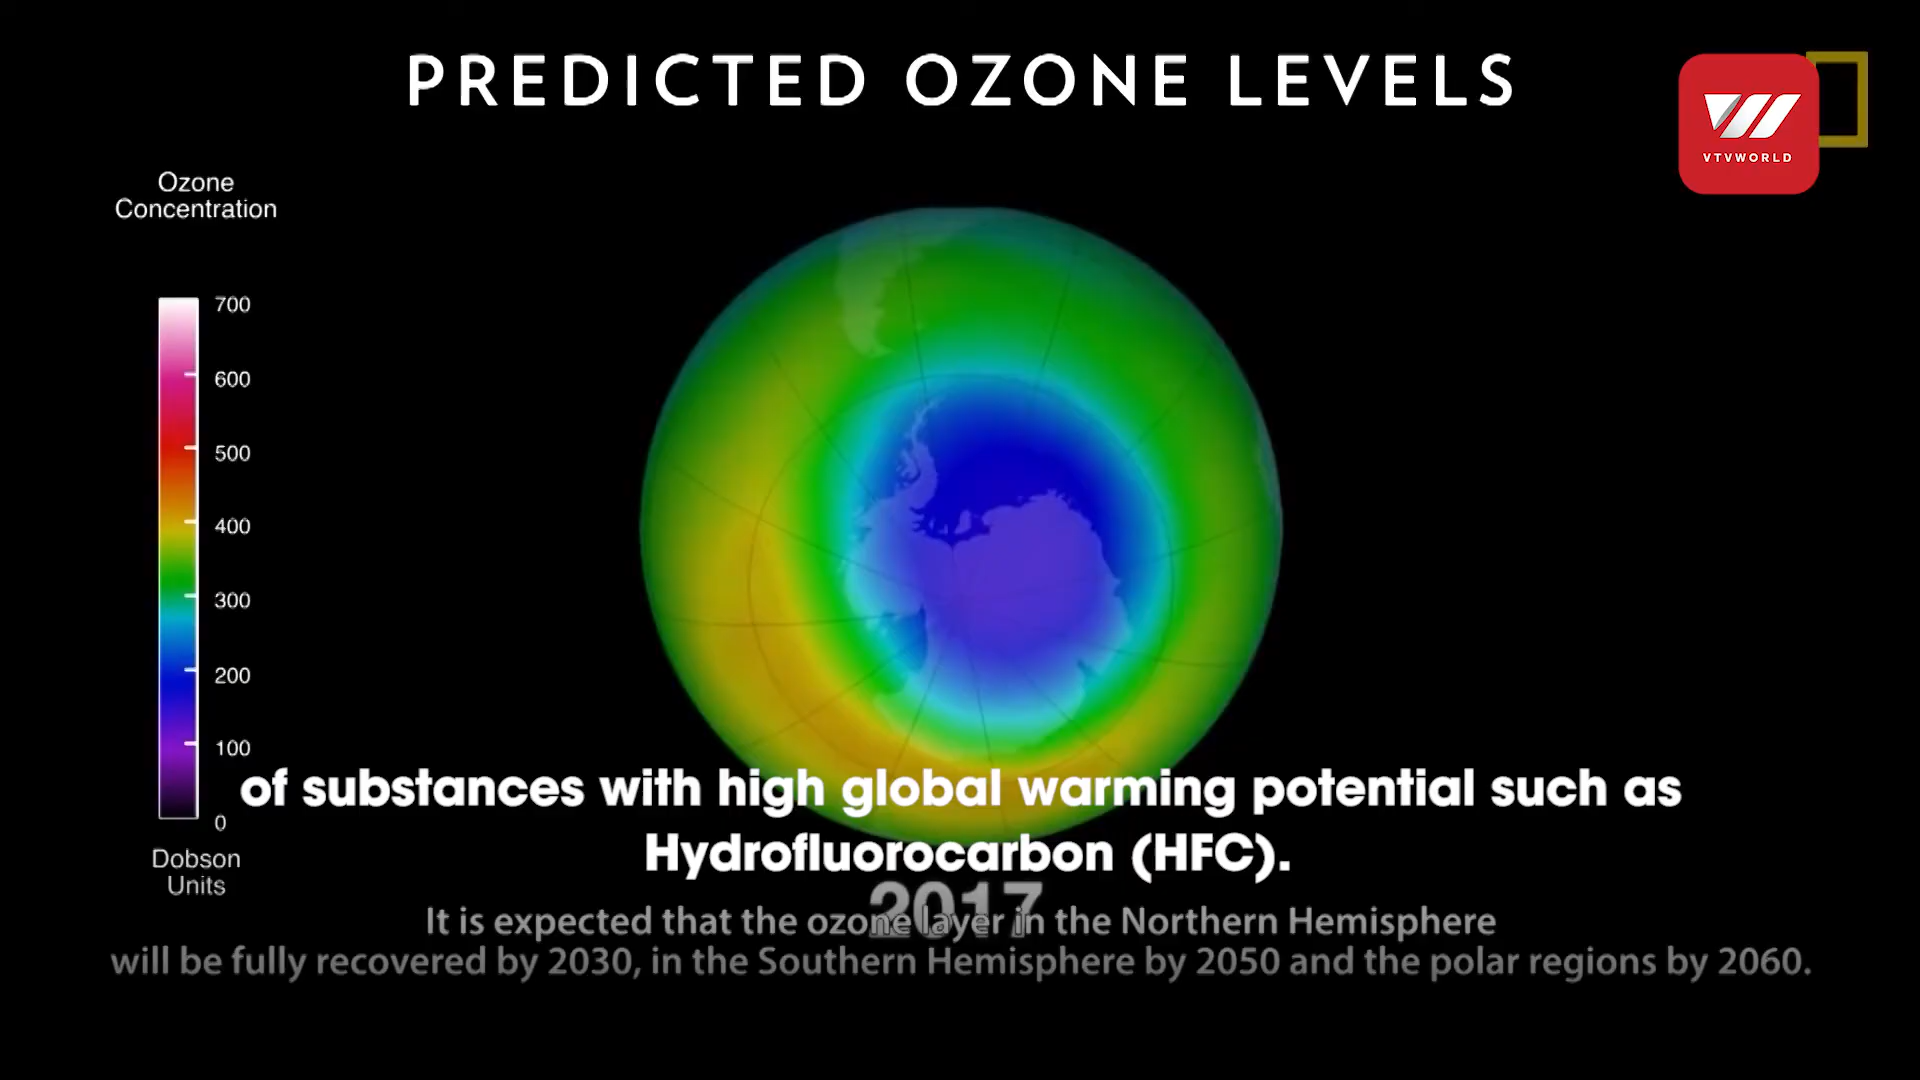 PREDICTED OZONE LEVELS
VTVWORLD
Ozone
Concentration
700
600
500
400
300
200
100
0
Dobson
Units
of substances with high global warming potential such as
Hydrofluorocarbon (HFC).
2017
It is expected that the ozone layer in the Northern Hemisphere
will be fully recovered by 2030, in the Southern Hemisphere by 2050 and the polar regions by 2060.